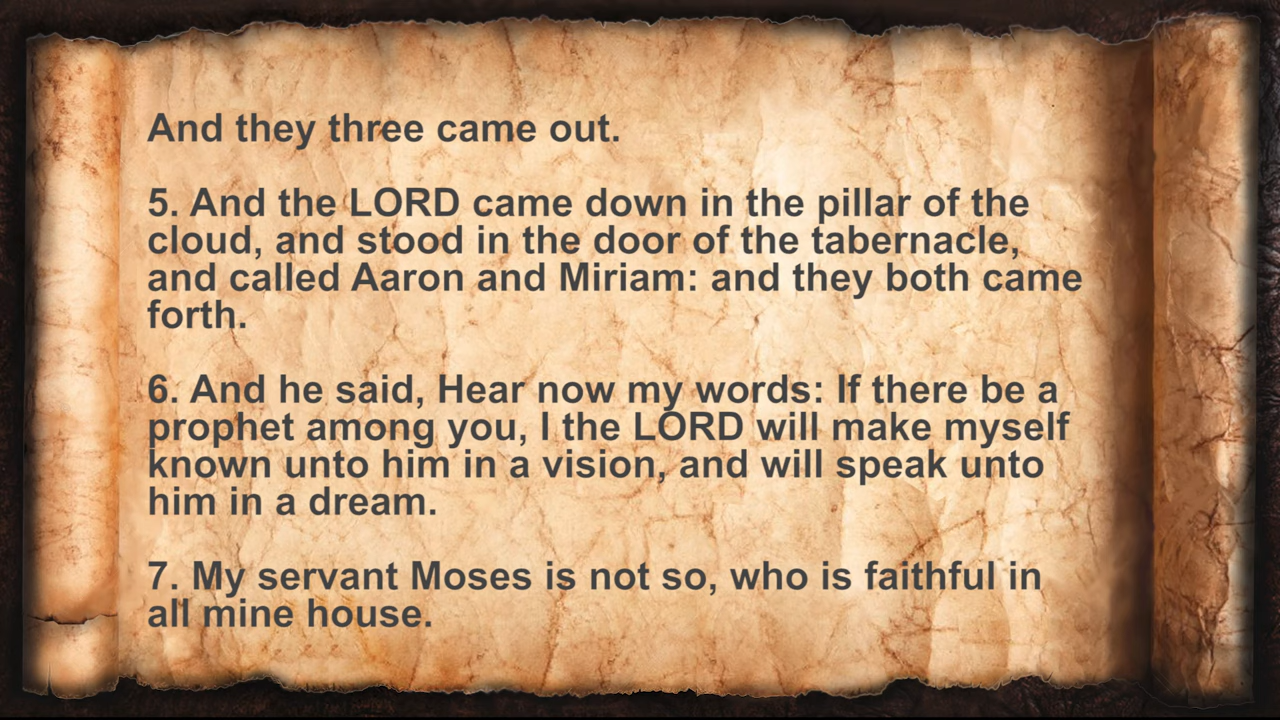 And they three came out.
5. And the LORD came down in the pillar of the
cloud, and stood in the door of the tabernacle,
and called Aaron and Miriam: and they both came
forth.
6. And he said, Hear now my words: If there be a
prophet among you, I the LORD will make myself
known unto him in a vision, and will speak unto
him in a dream.
7. My servant Moses is not so, who is faithful in
all mine house.